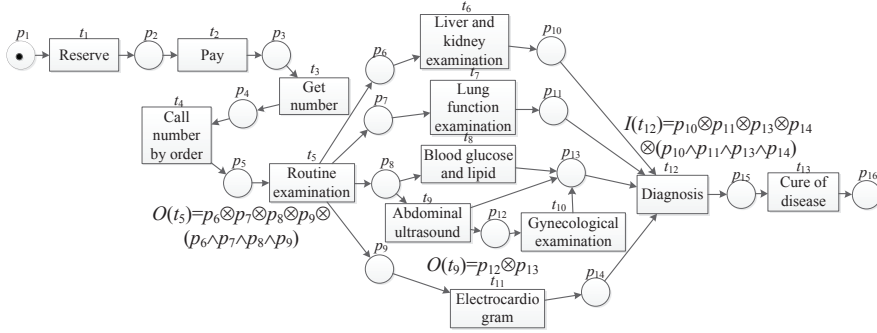 p1
t1
Reserve
p2
t2
Pay
p3
t3
Get
number
p4
t4
Call
number
by order
p5
t5
Routine
examination
O(t5)=p6⊗p7⊗p8⊗p9⊗
(p6∧p7∧p8∧p9)
p6
t6
Liver and
kidney
examination
p10
p7
t7
Lung
function
examination
p11
p8
t8
Blood glucose
and lipid
p13
t9
Abdominal
ultrasound
p12
t10
Gynecological
examination
O(t9)=p12⊗p13
p9
t11
Electrocardio
gram
p14
I(t12)=p10⊗p11⊗p13⊗p14
⊗(p10∧p11∧p13∧p14)
t12
Diagnosis
p15
t13
Cure of
disease
p16